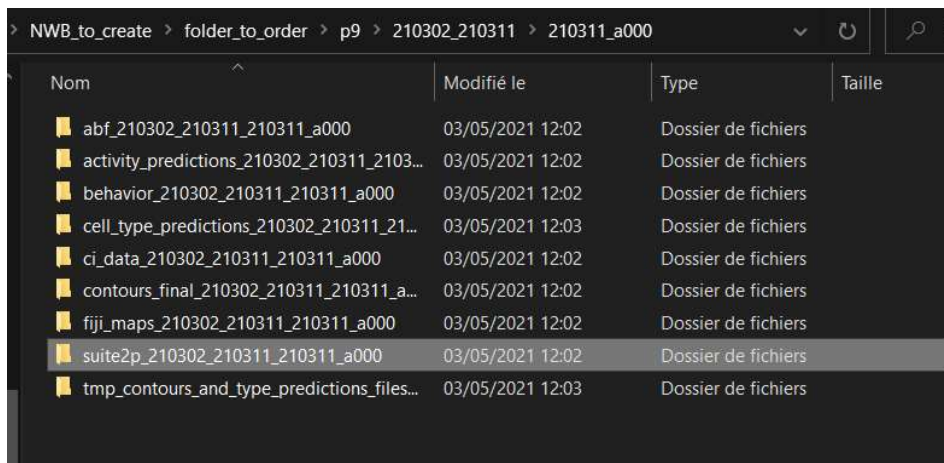 > NWB_to_create > folder_to_order > p9 > 210302_210311 > 210311_a000
Nom Modifié le Type Taille
abf_210302_210311_210311_a000 03/05/2021 12:02 Dossier de fichiers
activity_predictions_210302_210311_2103... 03/05/2021 12:02 Dossier de fichiers
behavior_210302_210311_210311_a000 03/05/2021 12:02 Dossier de fichiers
cell_type_predictions_210302_210311_21... 03/05/2021 12:03 Dossier de fichiers
ci_data_210302_210311_210311_a000 03/05/2021 12:02 Dossier de fichiers
contours_final_210302_210311_210311_a... 03/05/2021 12:02 Dossier de fichiers
fiji_maps_210302_210311_210311_a000 03/05/2021 12:02 Dossier de fichiers
suite2p_210302_210311_210311_a000 03/05/2021 12:02 Dossier de fichiers
tmp_contours_and_type_predictions_files... 03/05/2021 12:03 Dossier de fichiers